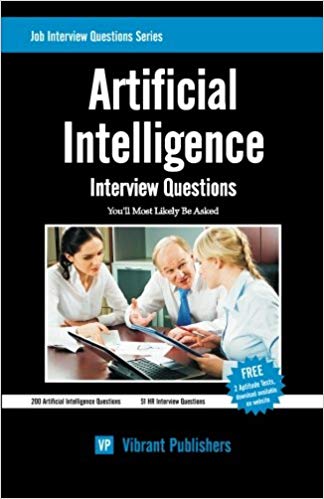 Job Interview Questions Series
Artificial
Intelligence
Interview Questions
You'll Most Likely Be Asked
FREE
2 Aptitude Tests,
download available
on website
200 Artificial Intelligence Questions 51 HR Interview Questions
VP Vibrant Publishers